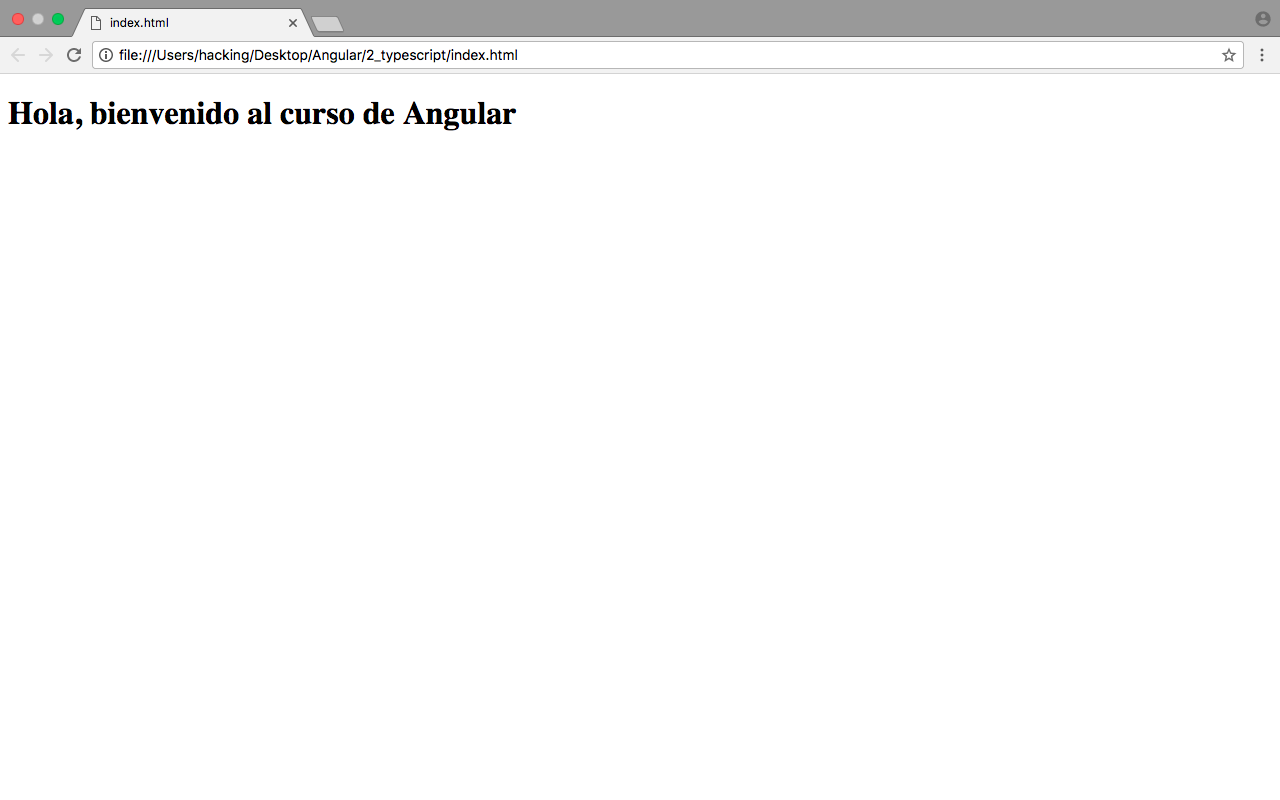 index.html
file:///Users/hacking/Desktop/Angular/2_typescript/index.html
Hola, bienvenido al curso de Angular